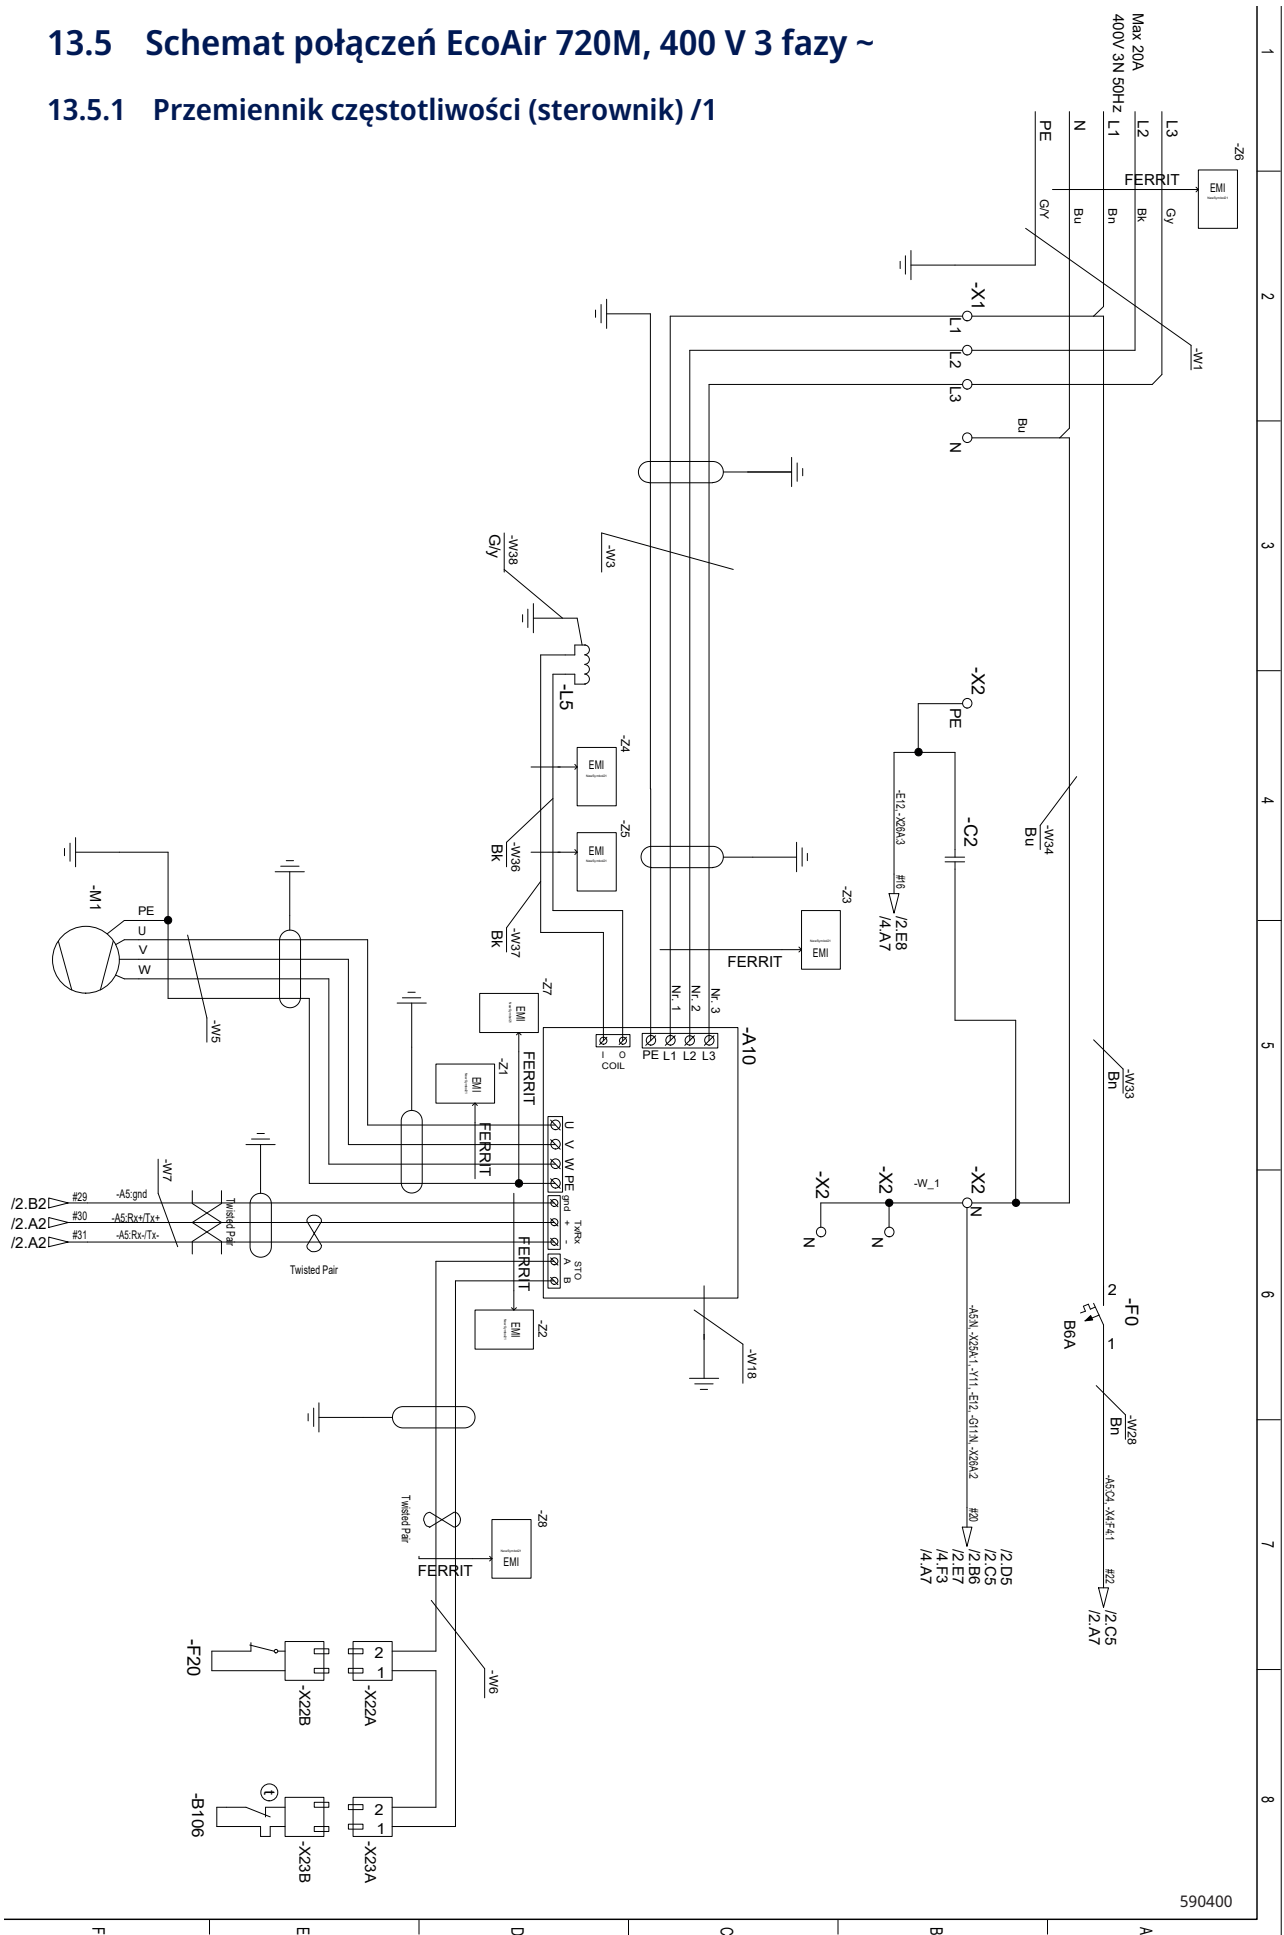 13.5 Schemat połączeń EcoAir 720M, 400 V 3 fazy ~
13.5.1 Przemiennik częstotliwości (sterownik) /1
Max 20A
400V 3N 50Hz
PE
N
L1
L2
L3
G/Y
Bu
Bn
Bk
Gy
FERRIT
-Z6
EMI
1
2
3
4
5
6
7
8
-W1
-X1
L1
L2
L3
N
Bu
-W3
-W38
G/y
-L5
-Z4
EMI
-Z5
EMI
-W36
Bk
-W37
Bk
-X2
PE
-C2
-E12,-X26A:3
#16
/2.E8
/4.A7
-W34
Bu
-Z3
EMI
FERRIT
Nr. 1
Nr. 2
Nr. 3
-M1
PE
U
V
W
-W5
-Z7
EMI
FERRIT
-Z1
EMI
FERRIT
-A10
I
O
COIL
PE L1 L2 L3
U
V
W
PE
gnd
+
-
Tx/Rx
A
B
STO
-W33
Bn
-W7
/2.B2
#29
-A5:gnd
/2.A2
#30
-A5:Rx+/Tx+
/2.A2
#31
-A5:Rx-/Tx-
Twisted Pair
Twisted Pair
FERRIT
-Z2
EMI
-W18
-X2
N
-X2
N
-W_1
-X2
N
-A5:N, -X25A:1, -Y11, -E12, -G11:N, -X26A:2
#20
/2.D5
/2.C5
/2.B6
/2.E7
/4.F3
/4.A7
2
1
-F0
B6A
-W28
Bn
-A5:C4, -X4:F4:1
#22
/2.C5
/2.A7
Twisted Pair
-Z8
EMI
FERRIT
-W6
-F20
-X22B
2
1
-X22A
t
-B106
-X23B
2
1
-X23A
590400
F
E
D
C
B
A